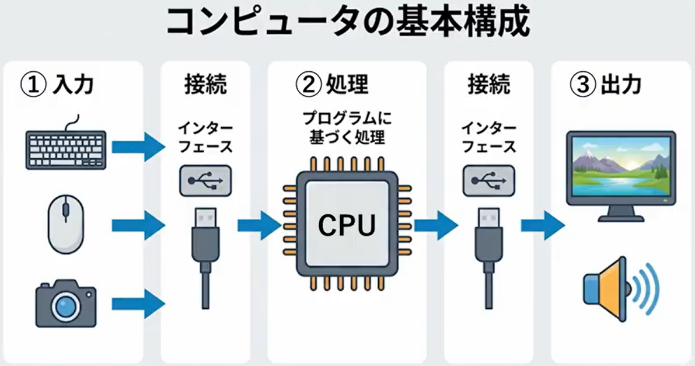 コンピュータの基本構成
① 入力
接続
インター
フェース
② 処理
プログラムに
基づく処理
CPU
接続
インター
フェース
③ 出力